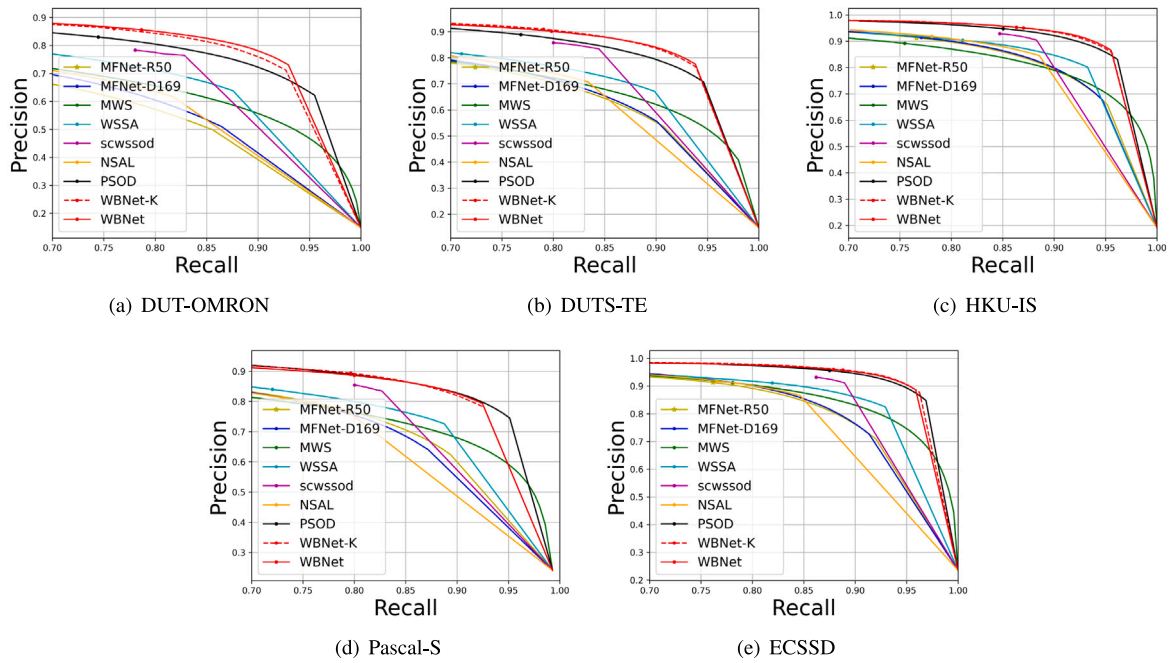 0.9
0.8
0.7
0.6
0.5
0.4
0.3
0.2
Precision
MFNet-R50
MFNet-D169
MWS
WSSA
scwssod
NSAL
PSOD
WBNet-K
WBNet
0.70 0.75 0.80 0.85 0.90 0.95 1.00
Recall
(a) DUT-OMRON
0.9
0.8
0.7
0.6
0.5
0.4
0.3
0.2
Precision
MFNet-R50
MFNet-D169
MWS
WSSA
scwssod
NSAL
PSOD
WBNet-K
WBNet
0.70 0.75 0.80 0.85 0.90 0.95 1.00
Recall
(b) DUTS-TE
1.0
0.9
0.8
0.7
0.6
0.5
0.4
0.3
0.2
Precision
MFNet-R50
MFNet-D169
MWS
WSSA
scwssod
NSAL
PSOD
WBNet-K
WBNet
0.70 0.75 0.80 0.85 0.90 0.95 1.00
Recall
(c) HKU-IS
0.9
0.8
0.7
0.6
0.5
0.4
0.3
Precision
MFNet-R50
MFNet-D169
MWS
WSSA
scwssod
NSAL
PSOD
WBNet-K
WBNet
0.70 0.75 0.80 0.85 0.90 0.95 1.00
Recall
(d) Pascal-S
1.0
0.9
0.8
0.7
0.6
0.5
0.4
0.3
0.2
Precision
MFNet-R50
MFNet-D169
MWS
WSSA
scwssod
NSAL
PSOD
WBNet-K
WBNet
0.70 0.75 0.80 0.85 0.90 0.95 1.00
Recall
(e) ECSSD